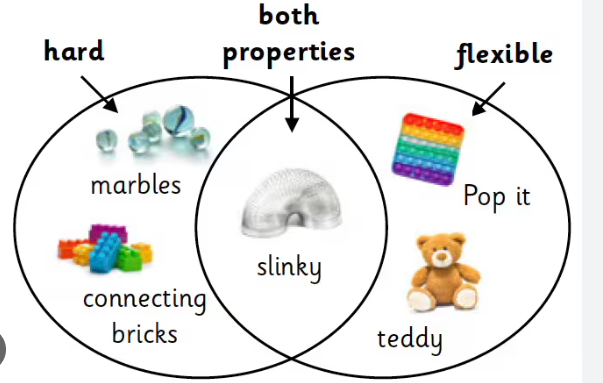 both
hard properties flexible
marbles
Pop it
slinky
connecting
bricks
teddy